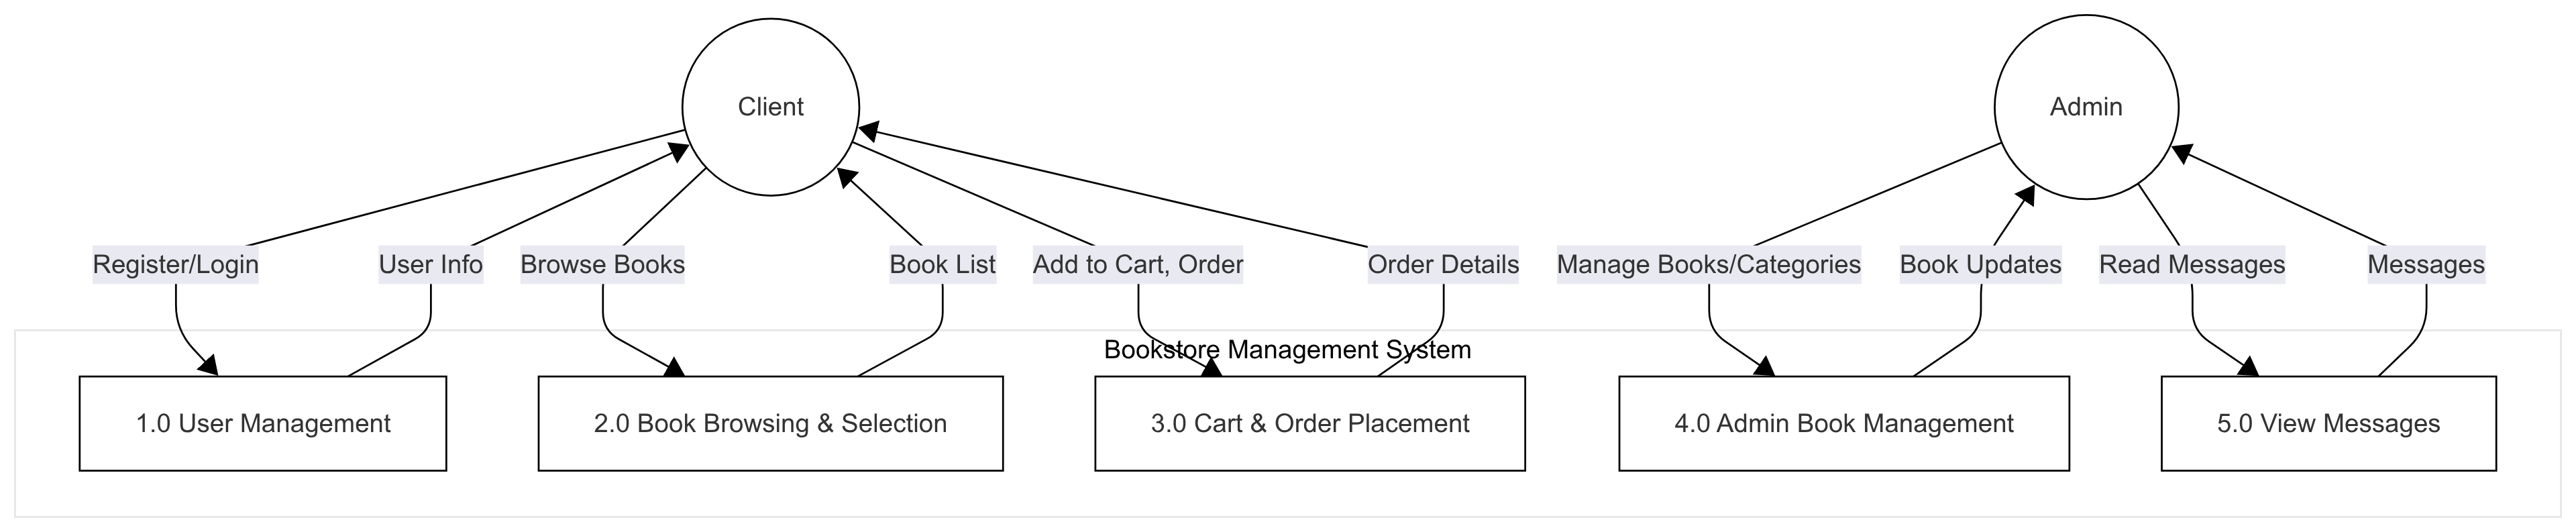 Client
Admin
Register/Login
User Info
Browse Books
Book List
Add to Cart, Order
Order Details
Manage Books/Categories
Book Updates
Read Messages
Messages
Bookstore Management System
1.0 User Management
2.0 Book Browsing & Selection
3.0 Cart & Order Placement
4.0 Admin Book Management
5.0 View Messages